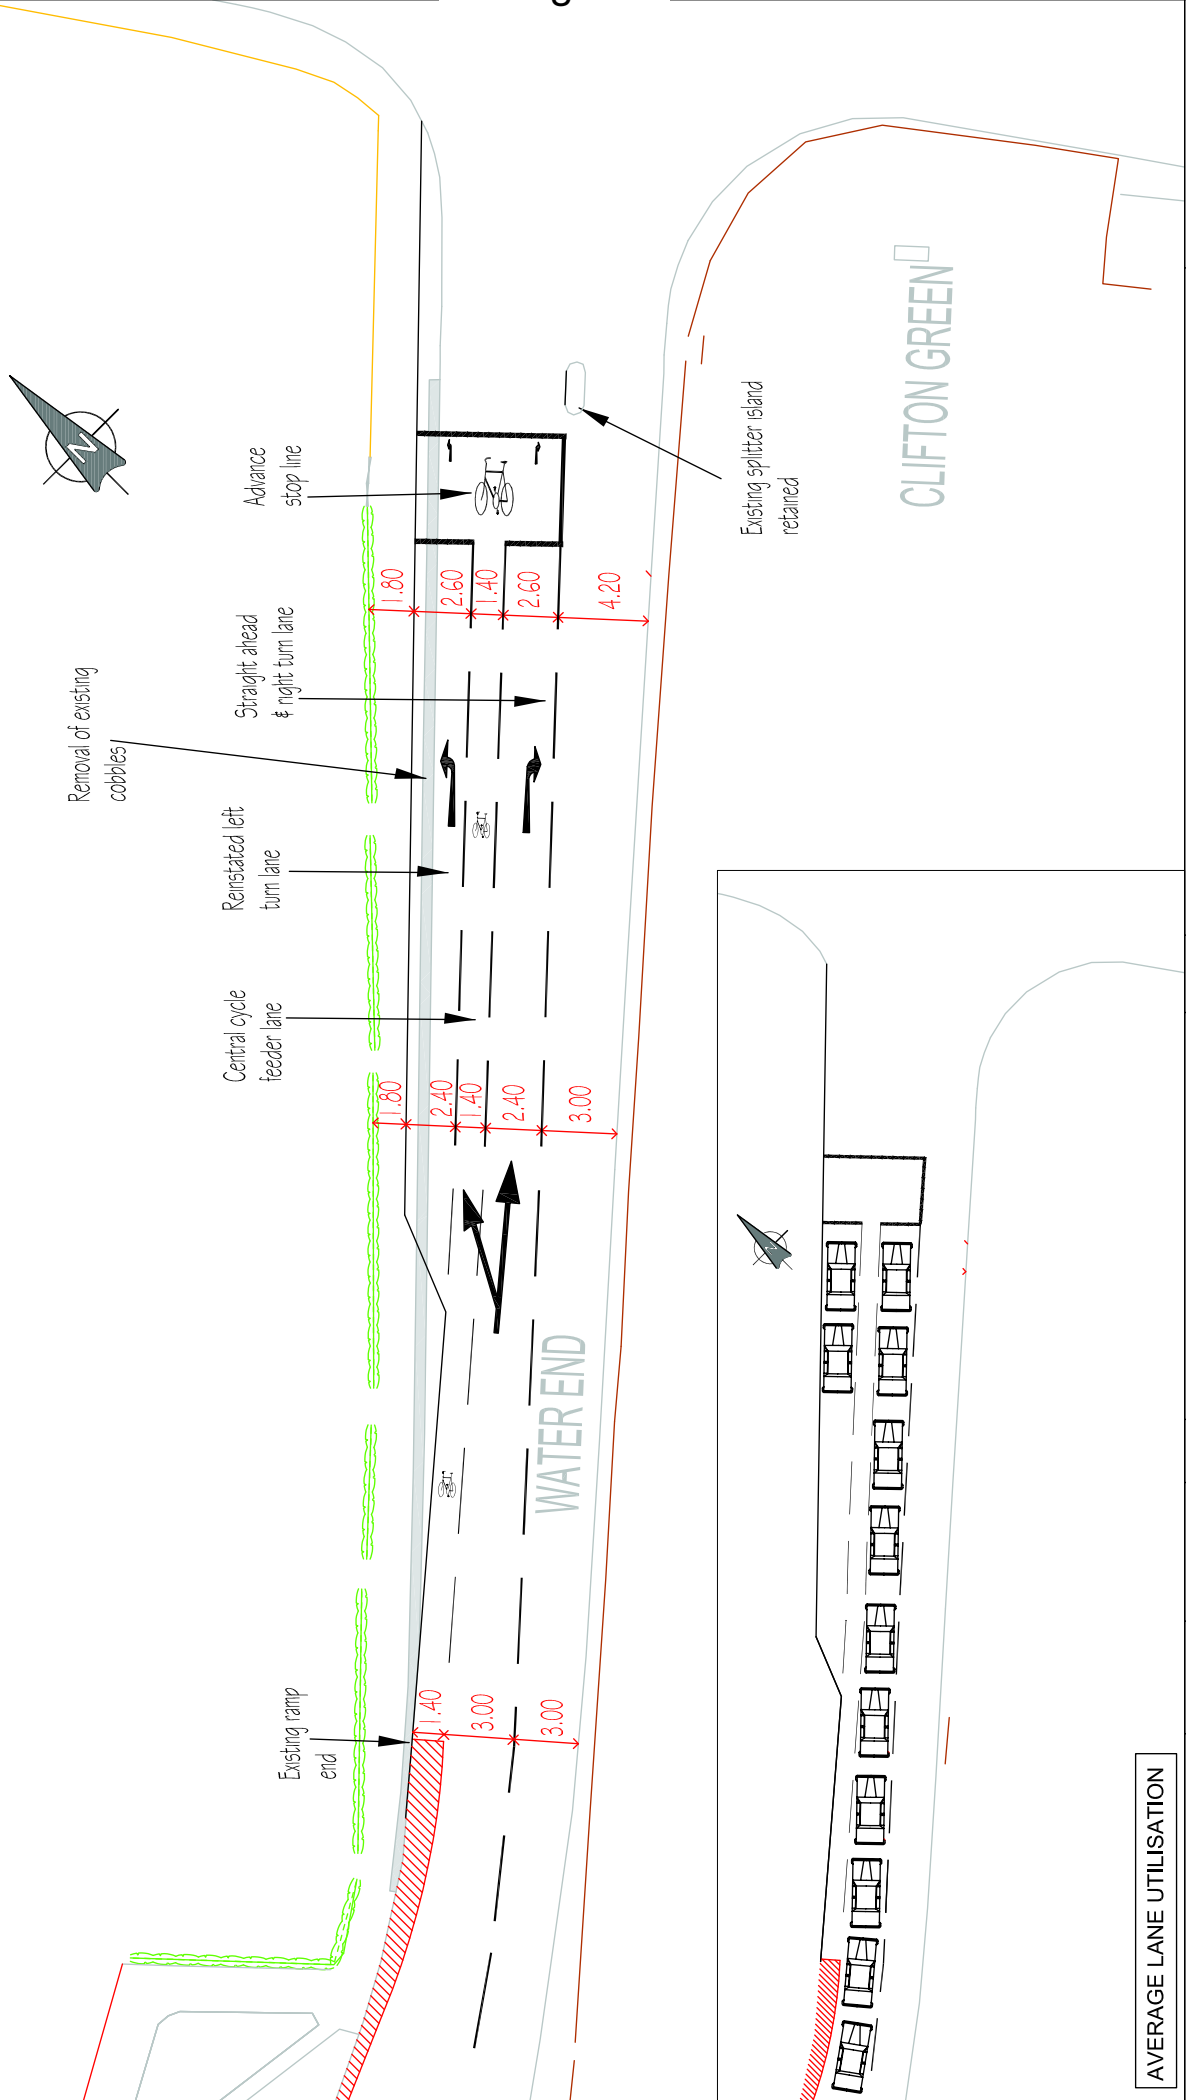 Removal of existing
cobbles
Advance
stop line
Straight ahead
& right turn lane
Reinstated left
turn lane
Central cycle
feeder lane
Existing ramp
end
Existing splitter island
retained
CLIFTON GREEN
WATER END
N
1.80
2.60
1.40
2.60
4.20
1.80
2.40
1.40
2.40
3.00
1.40
3.00
3.00
N
AVERAGE LANE UTILISATION